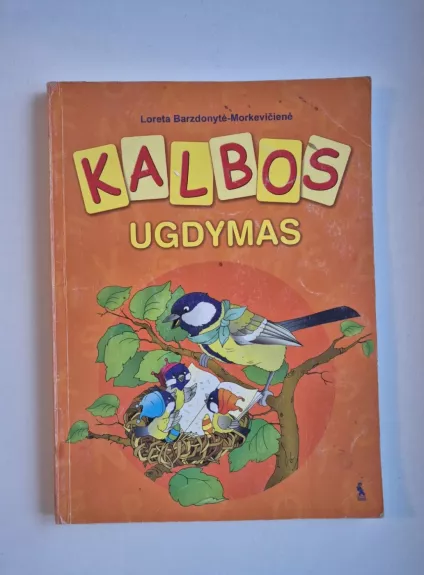 Loreta Barzdonytė-Morkevičienė
KALBOS
UGDYMAS